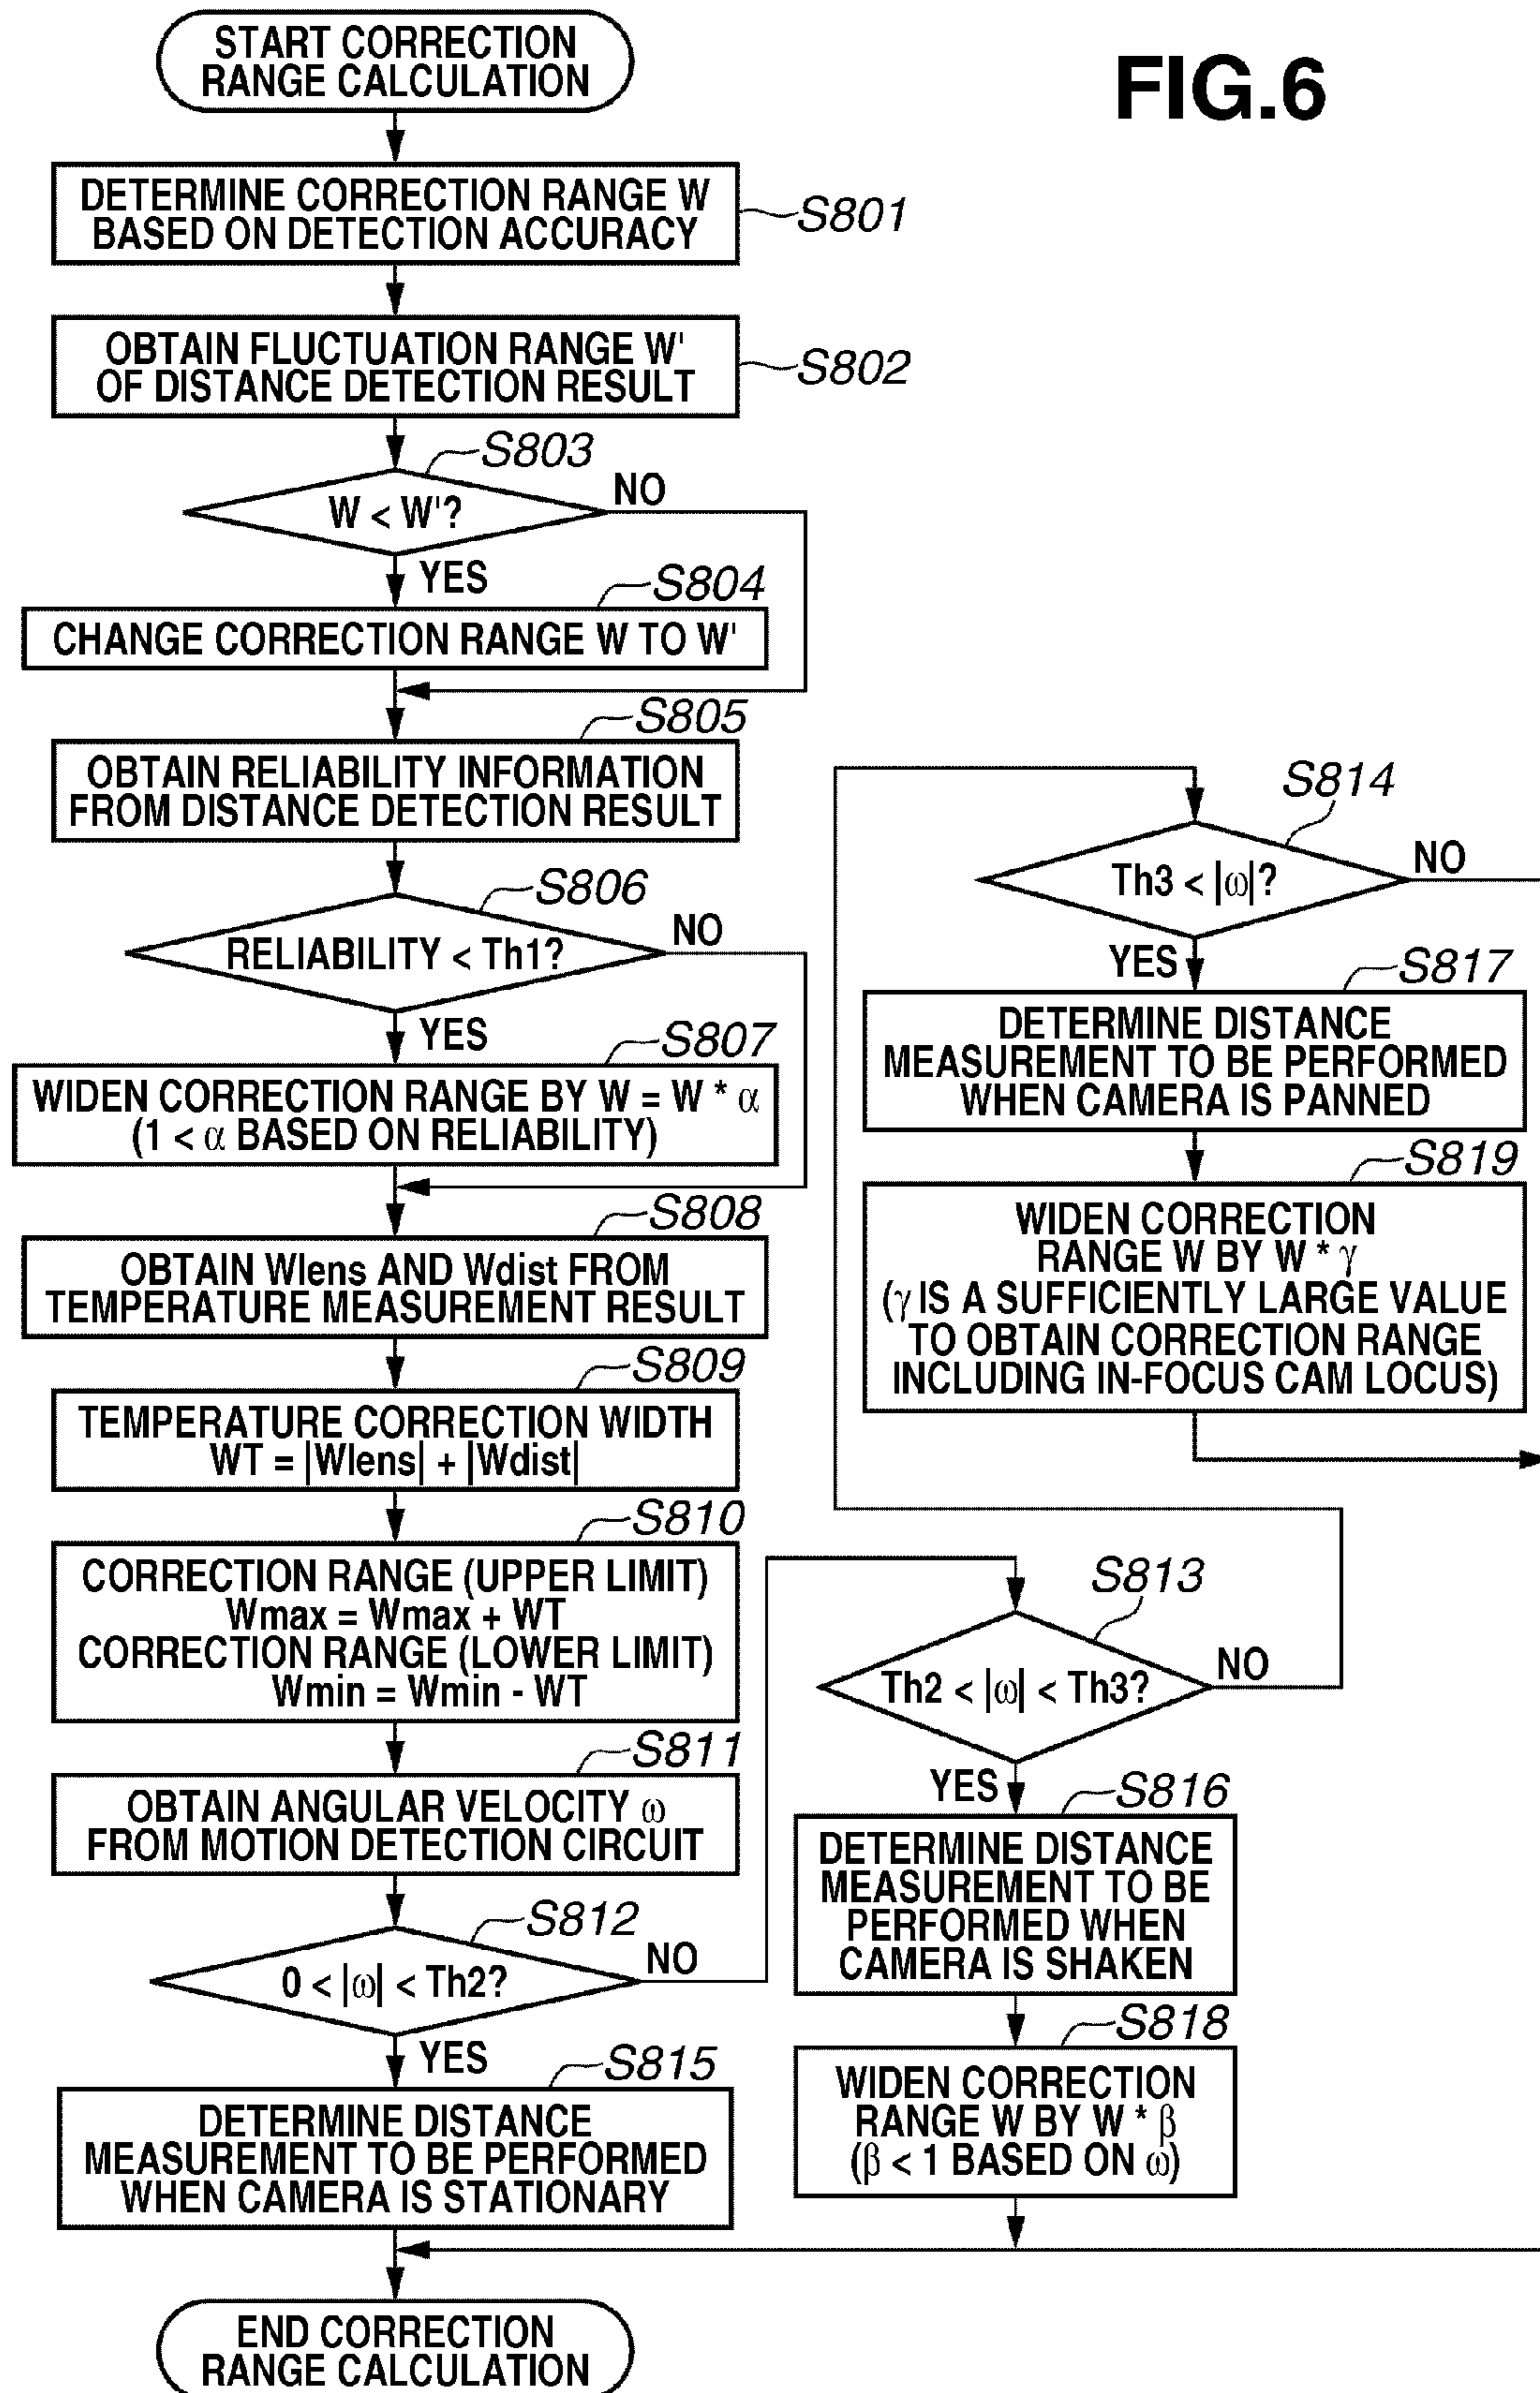 FIG.6
START CORRECTION
RANGE CALCULATION
DETERMINE CORRECTION RANGE W
BASED ON DETECTION ACCURACY
S801
OBTAIN FLUCTUATION RANGE W'
OF DISTANCE DETECTION RESULT
S802
S803
W < W'?
NO
YES
S804
CHANGE CORRECTION RANGE W TO W'
S805
OBTAIN RELIABILITY INFORMATION
FROM DISTANCE DETECTION RESULT
S806
RELIABILITY < Th1?
NO
YES
S807
WIDEN CORRECTION RANGE BY W = W * α
(1 < α BASED ON RELIABILITY)
S808
OBTAIN Wlens AND Wdist FROM
TEMPERATURE MEASUREMENT RESULT
S809
TEMPERATURE CORRECTION WIDTH
WT = |Wlens| + |Wdist|
S810
CORRECTION RANGE (UPPER LIMIT)
Wmax = Wmax + WT
CORRECTION RANGE (LOWER LIMIT)
Wmin = Wmin - WT
S811
OBTAIN ANGULAR VELOCITY ω
FROM MOTION DETECTION CIRCUIT
S812
0 < |ω| < Th2?
NO
YES
S815
DETERMINE DISTANCE
MEASUREMENT TO BE PERFORMED
WHEN CAMERA IS STATIONARY
END CORRECTION
RANGE CALCULATION
S814
Th3 < |ω|?
NO
YES
S817
DETERMINE DISTANCE
MEASUREMENT TO BE PERFORMED
WHEN CAMERA IS PANNED
S819
WIDEN CORRECTION
RANGE W BY W * γ
(γ IS A SUFFICIENTLY LARGE VALUE
TO OBTAIN CORRECTION RANGE
INCLUDING IN-FOCUS CAM LOCUS)
S813
Th2 < |ω| < Th3?
NO
YES
S816
DETERMINE DISTANCE
MEASUREMENT TO BE
PERFORMED WHEN
CAMERA IS SHAKEN
S818
WIDEN CORRECTION
RANGE W BY W * β
(β < 1 BASED ON ω)